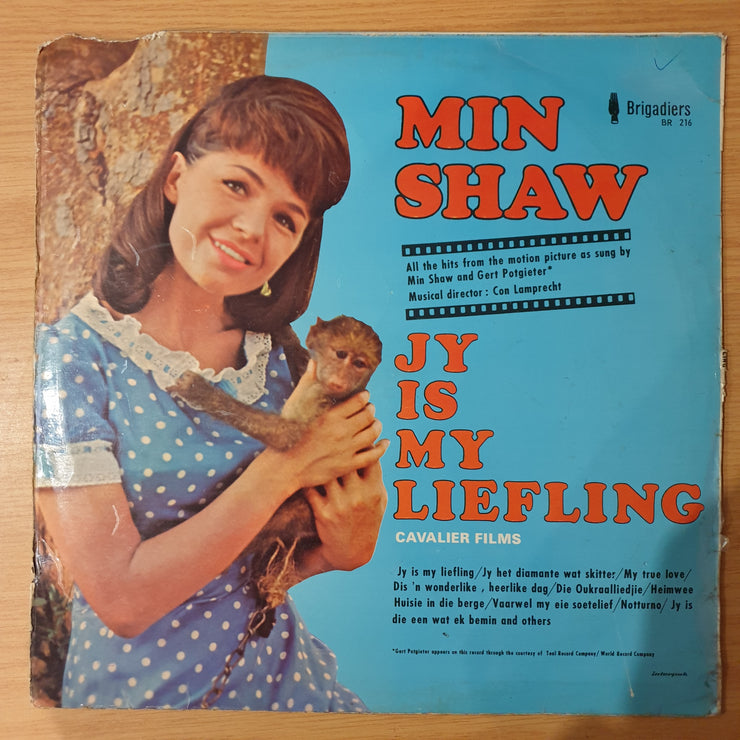 MIN
SHAW
Brigadiers
BR 216
All the hits from the motion picture as sung by
Min Shaw and Gert Potgieter*
Musical director : Con Lamprecht
JY
IS
MY
LIEFLING
CAVALIER FILMS
Jy is my liefling/Jy het diamante wat skitter/My true love/
Dis 'n wonderlike , heerlike dag/Die Oukraalliedjie/Heimwee
Huisie in die berge/Vaarwel my eie soetelief/Notturno/ Jy is
die een wat ek bemin and others
*Gert Potgieter appears on this record through the courtesy of Teal Record Company/ World Record Company